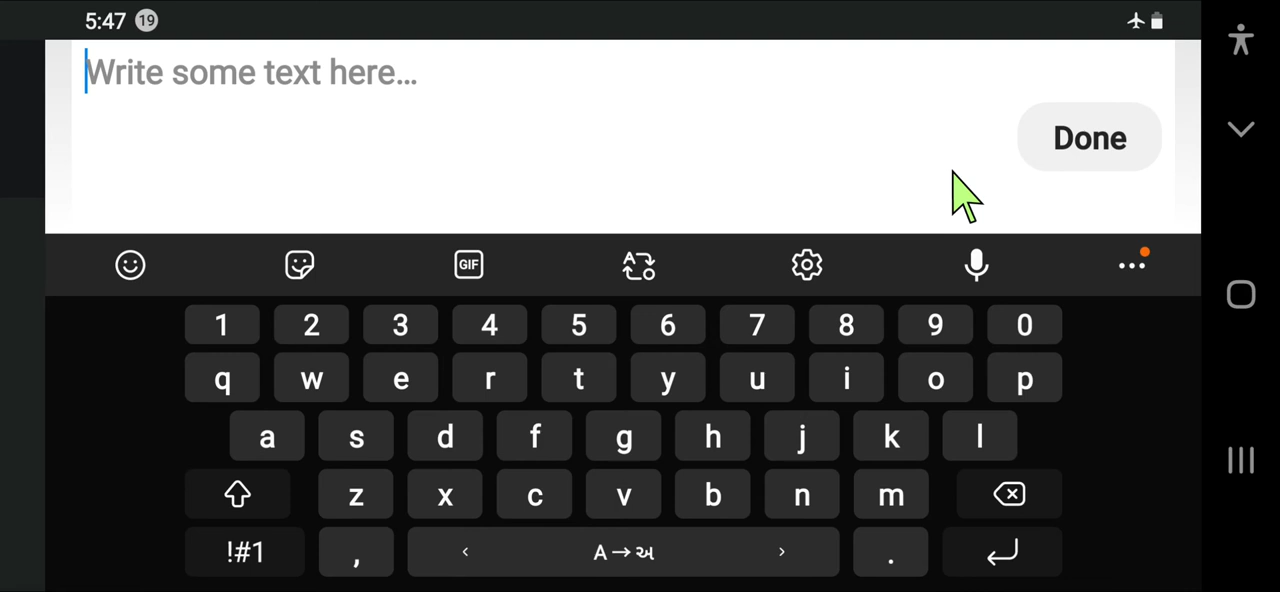 5:47 19
Write some text here...
Done
GIF
1 2 3 4 5 6 7 8 9 0
q w e r t y u i o p
a s d f g h j k l
z x c v b n m
!#1 , < A→અ > .